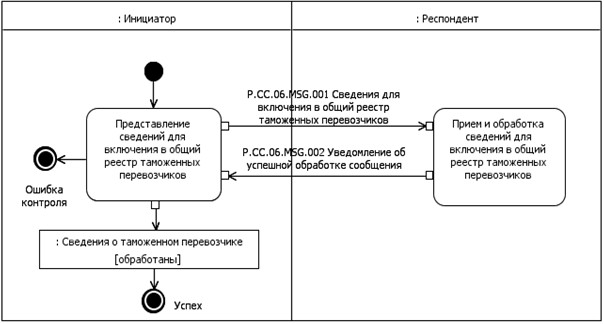 : Инициатор
: Респондент
P.CC.06.MSG.001 Сведения для
включения в общий реестр
таможенных перевозчиков
Представление
сведений для
включения в общий
реестр таможенных
перевозчиков
Прием и обработка
сведений для
включения в общий
реестр таможенных
перевозчиков
P.CC.06.MSG.002 Уведомление об
успешной обработке сообщения
Ошибка
контроля
: Сведения о таможенном перевозчике
[обработаны]
Успех